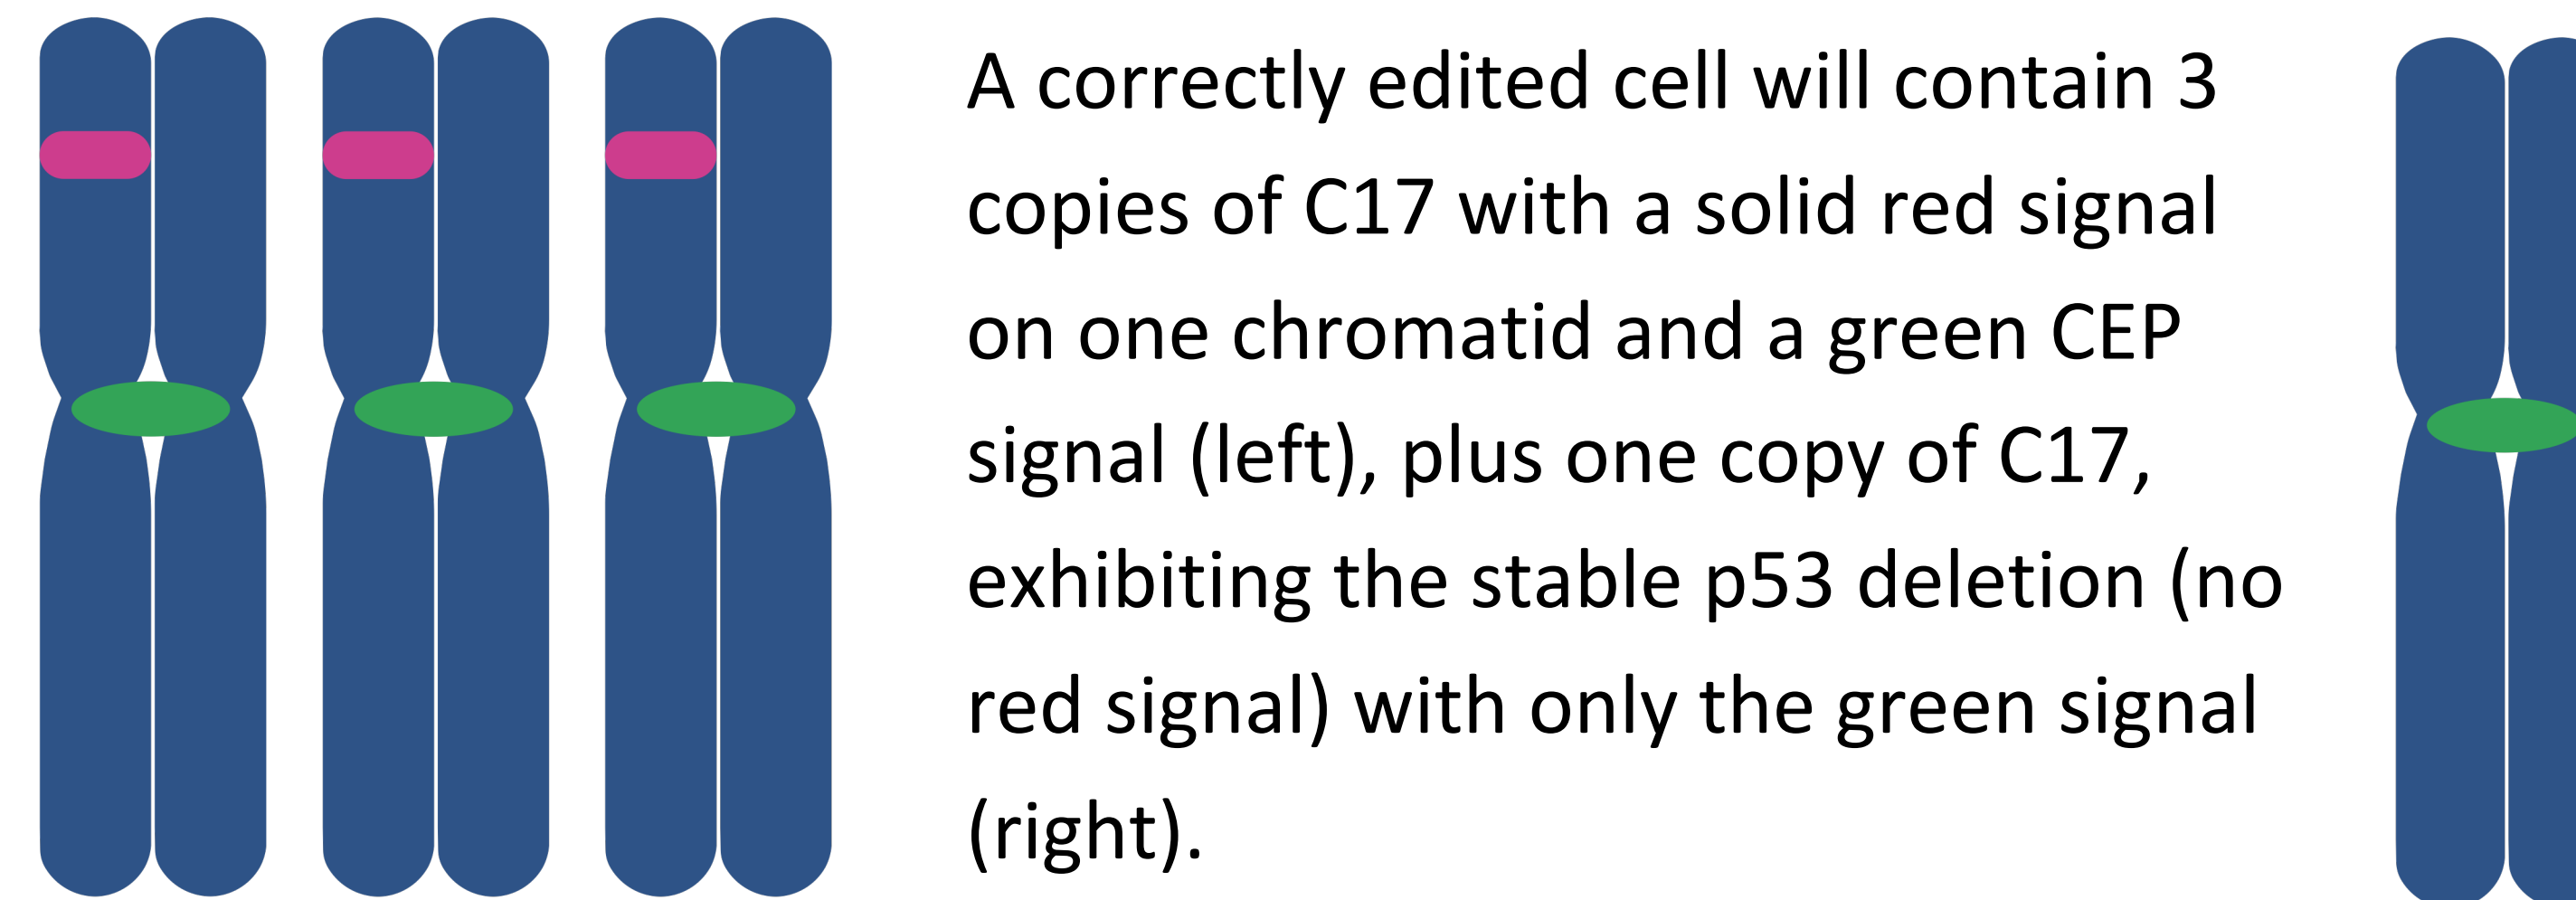 A correctly edited cell will contain 3
copies of C17 with a solid red signal
on one chromatid and a green CEP
signal (left), plus one copy of C17,
exhibiting the stable p53 deletion (no
red signal) with only the green signal
(right).